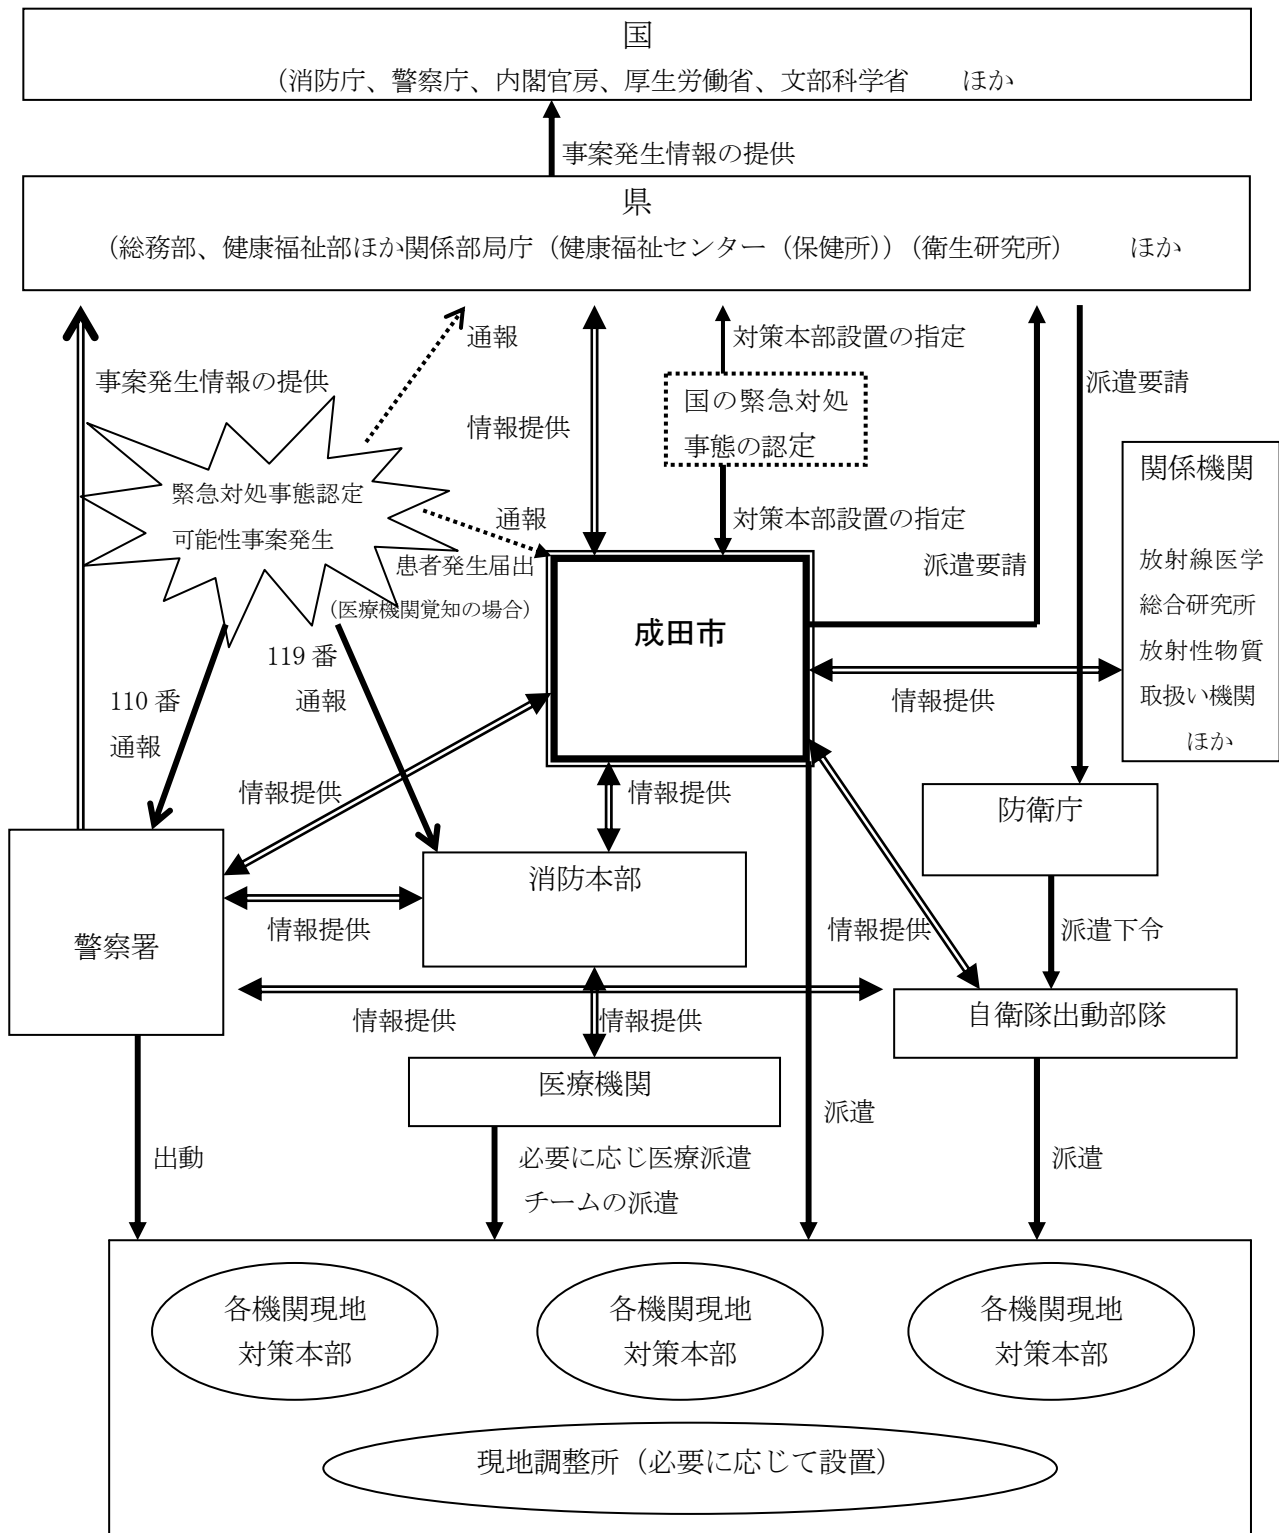 国
（消防庁、警察庁、内閣官房、厚生労働省、文部科学省　　ほか
事案発生情報の提供
県
（総務部、健康福祉部ほか関係部局庁（健康福祉センター（保健所））（衛生研究所）　　ほか
通報
対策本部設置の指定
事案発生情報の提供
派遣要請
国の緊急対処
事態の認定
情報提供
関係機関
緊急対処事態認定
可能性事案発生
通報
対策本部設置の指定
患者発生届出
（医療機関覚知の場合）
派遣要請
放射線医学
総合研究所
放射性物質
取扱い機関
ほか
成田市
119 番
通報
110 番
通報
情報提供
情報提供
情報提供
防衛庁
消防本部
情報提供
情報提供
派遣下令
警察署
情報提供
情報提供
自衛隊出動部隊
医療機関
派遣
出動
必要に応じ医療派遣
チームの派遣
派遣
各機関現地
対策本部
各機関現地
対策本部
各機関現地
対策本部
現地調整所（必要に応じて設置）